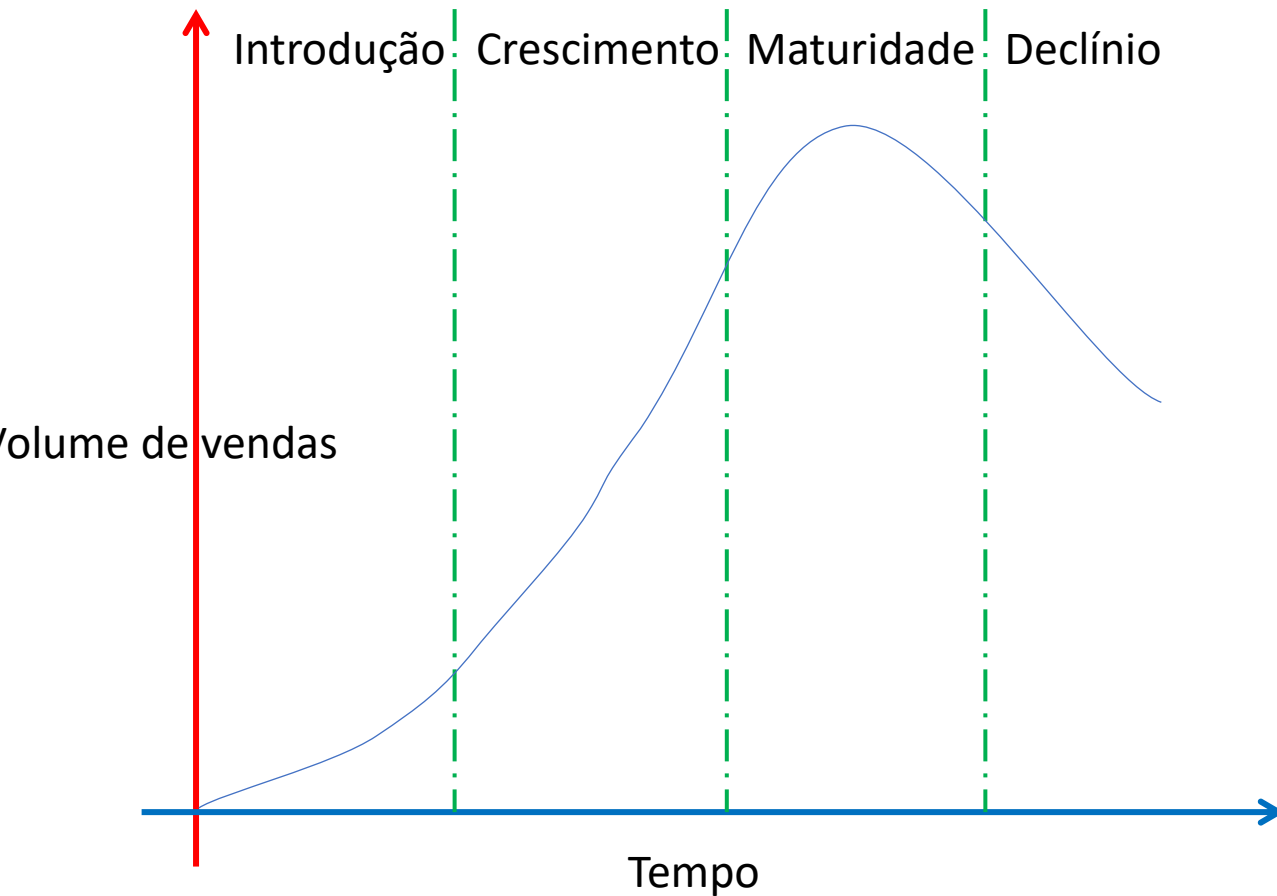 Introdução
Crescimento
Maturidade
Declínio
Volume de vendas
Tempo